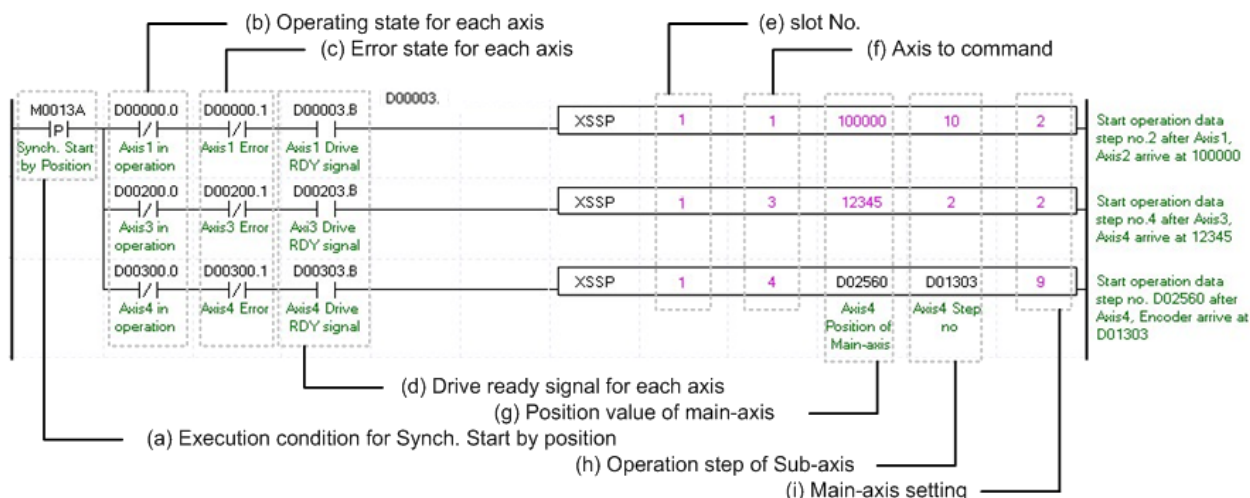 (b) Operating state for each axis
(c) Error state for each axis
(e) slot No.
(f) Axis to command
M0013A D00000.0 D00000.1 D00003.B D00003.
P
XSSP 1 1 100000 10 2
Synch. Start by Position
Axis1 in operation
Axis1 Error
Axis1 Drive RDY signal
Start operation data
step no.2 after Axis1,
Axis2 arrive at 100000
D00200.0 D00200.1 D00203.B
XSSP 1 3 12345 2 2
Axis3 in operation
Axis3 Error
Axi3 Drive RDY signal
Start operation data
step no.4 after Axis3,
Axis4 arrive at 12345
D00300.0 D00300.1 D00303.B
XSSP 1 4 D02560 D01303 9
Axis4 in operation
Axis4 Error
Axis4 Drive RDY signal
Axis4 Position of Main-axis
Axis4 Step no
Start operation data
step no. D02560 after
Axis4, Encoder arrive at
D01303
(d) Drive ready signal for each axis
(g) Position value of main-axis
(a) Execution condition for Synch. Start by position
(h) Operation step of Sub-axis
(i) Main-axis setting